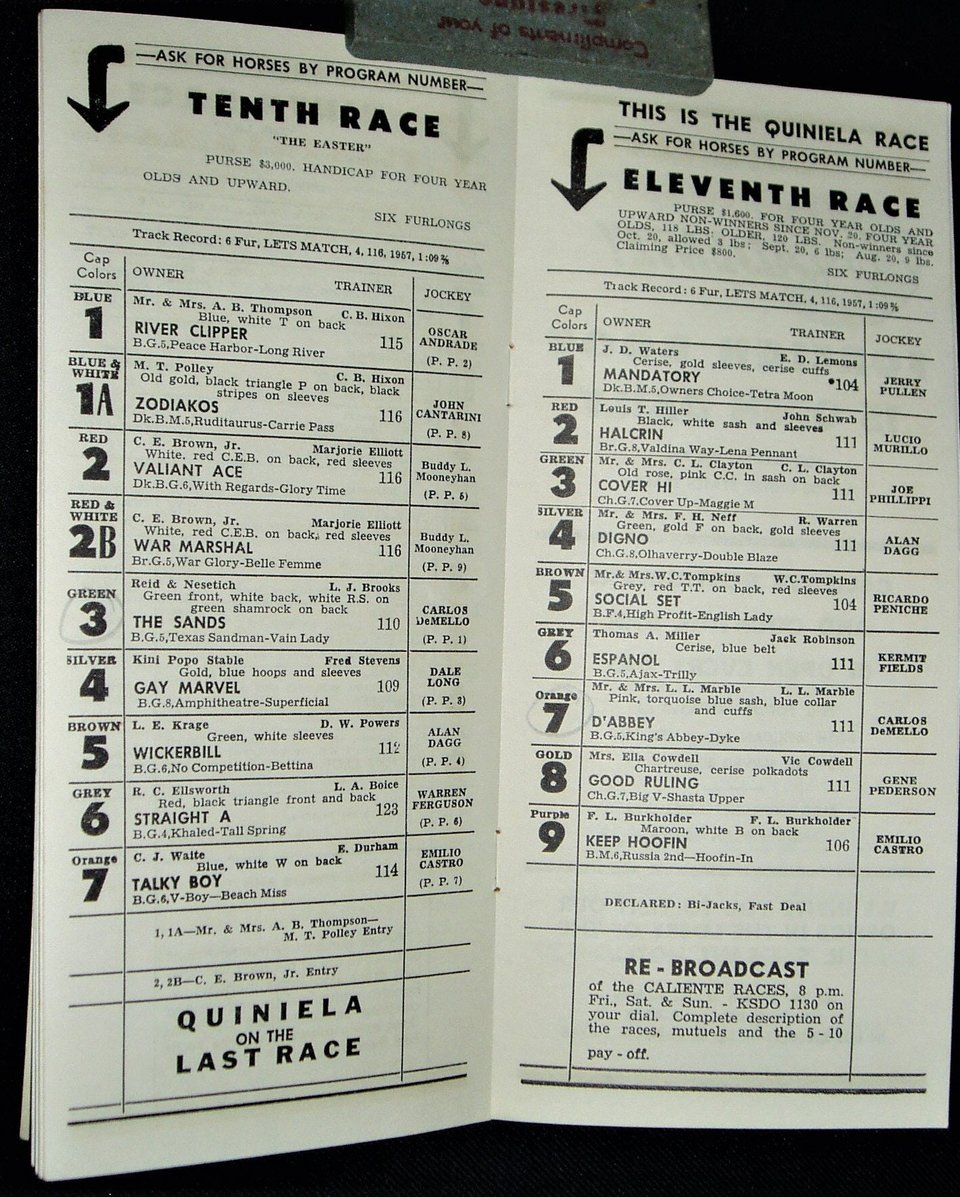 Compliments of your
—ASK FOR HORSES BY PROGRAM NUMBER—
TENTH RACE
"THE EASTER"
PURSE $3,000. HANDICAP FOR FOUR YEAR
OLDS AND UPWARD.
SIX FURLONGS
Track Record: 6 Fur, LETS MATCH, 4, 116, 1957, 1:09⅖
Cap
Colors
OWNER TRAINER
JOCKEY
BLUE
1
Mr. & Mrs. A. B. Thompson C. B. Hixon
Blue, white T on back
RIVER CLIPPER 115
B.G.5,Peace Harbor-Long River
OSCAR
ANDRADE
(P. P. 2)
BLUE &
WHITE
1A
M. T. Polley C. B. Hixon
Old gold, black triangle P on back, black
stripes on sleeves
ZODIAKOS 116
Dk.B.M.5,Ruditaurus-Carrie Pass
JOHN
CANTARINI
(P. P. 8)
RED
2
C. E. Brown, Jr. Marjorie Elliott
White, red C.E.B. on back, red sleeves
VALIANT ACE 116
Dk.B.G.6,With Regards-Glory Time
Buddy L.
Mooneyhan
(P. P. 5)
RED &
WHITE
2B
C. E. Brown, Jr. Marjorie Elliott
White, red C.E.B. on back, red sleeves
WAR MARSHAL 116
Br.G.5,War Glory-Belle Femme
Buddy L.
Mooneyhan
(P. P. 9)
GREEN
3
Reid & Nesetich L. J. Brooks
Green front, white back, white R.S. on
green shamrock on back
THE SANDS 110
B.G.5,Texas Sandman-Vain Lady
CARLOS
DeMELLO
(P. P. 1)
SILVER
4
Kini Popo Stable Fred Stevens
Gold, blue hoops and sleeves
GAY MARVEL 109
B.G.8,Amphitheatre-Superficial
DALE
LONG
(P. P. 3)
BROWN
5
L. E. Krage D. W. Powers
Green, white sleeves
WICKERBILL 112
B.G.6,No Competition-Bettina
ALAN
DAGG
(P. P. 4)
GREY
6
R. C. Ellsworth L. A. Boice
Red, black triangle front and back
STRAIGHT A 123
B.G.4,Khaled-Tall Spring
WARREN
FERGUSON
(P. P. 6)
Orange
7
C. J. Waite E. Durham
Blue, white W on back
TALKY BOY 114
B.G.6,V-Boy—Beach Miss
EMILIO
CASTRO
(P. P. 7)
1, 1A—Mr. & Mrs. A. B. Thompson—
M. T. Polley Entry
2, 2B—C. E. Brown, Jr. Entry
QUINIELA
ON THE
LAST RACE
THIS IS THE QUINIELA RACE
—ASK FOR HORSES BY PROGRAM NUMBER—
ELEVENTH RACE
PURSE $1,600. FOR FOUR YEAR OLDS AND
UPWARD NON-WINNERS SINCE NOV. 20. FOUR YEAR
OLDS, 118 LBS. OLDER, 120 LBS. Non-winners since
Oct. 20, allowed 3 lbs; Sept. 20, 6 lbs; Aug. 20, 9 lbs.
Claiming Price $800.
SIX FURLONGS
Track Record: 6 Fur, LETS MATCH, 4, 116, 1957, 1:09⅖
Cap
Colors
OWNER TRAINER
JOCKEY
BLUE
1
J. D. Waters E. D. Lemons
Cerise, gold sleeves, cerise cuffs
MANDATORY *104
Dk.B.M.5,Owners Choice-Tetra Moon
JERRY
PULLEN
RED
2
Louis T. Hiller John Schwab
Black, white sash and sleeves
HALCRIN 111
Br.G.8,Valdina Way-Lena Pennant
LUCIO
MURILLO
GREEN
3
Mr. & Mrs. C. L. Clayton C. L. Clayton
Old rose, pink C.C. in sash on back
COVER HI 111
Ch.G.7,Cover Up-Maggie M
JOE
PHILLIPPI
SILVER
4
Mr. & Mrs. F. H. Neff R. Warren
Green, gold F on back, gold sleeves
DIGNO 111
Ch.G.8,Olhaverry-Double Blaze
ALAN
DAGG
BROWN
5
Mr.& Mrs.W.C.Tompkins W.C.Tompkins
Grey, red T.T. on back, red sleeves
SOCIAL SET 104
B.F.4,High Profit-English Lady
RICARDO
PENICHE
GREY
6
Thomas A. Miller Jack Robinson
Cerise, blue belt
ESPANOL 111
B.G.5,Ajax-Trilly
KERMIT
FIELDS
Orange
7
Mr. & Mrs. L. L. Marble L. L. Marble
Pink, torquoise blue sash, blue collar
and cuffs
D'ABBEY 111
B.G.5,King's Abbey-Dyke
CARLOS
DeMELLO
GOLD
8
Mrs. Ella Cowdell Vic Cowdell
Chartreuse, cerise polkadots
GOOD RULING 111
Ch.G.7,Big V-Shasta Upper
GENE
PEDERSON
Purple
9
F. L. Burkholder F. L. Burkholder
Maroon, white B on back
KEEP HOOFIN 106
B.M.6,Russia 2nd—Hoofin-In
EMILIO
CASTRO
DECLARED: Bi-Jacks, Fast Deal
RE - BROADCAST
of the CALIENTE RACES, 8 p.m.
Fri., Sat. & Sun. - KSDO 1130 on
your dial. Complete description of
the races, mutuels and the 5 - 10
pay - off.